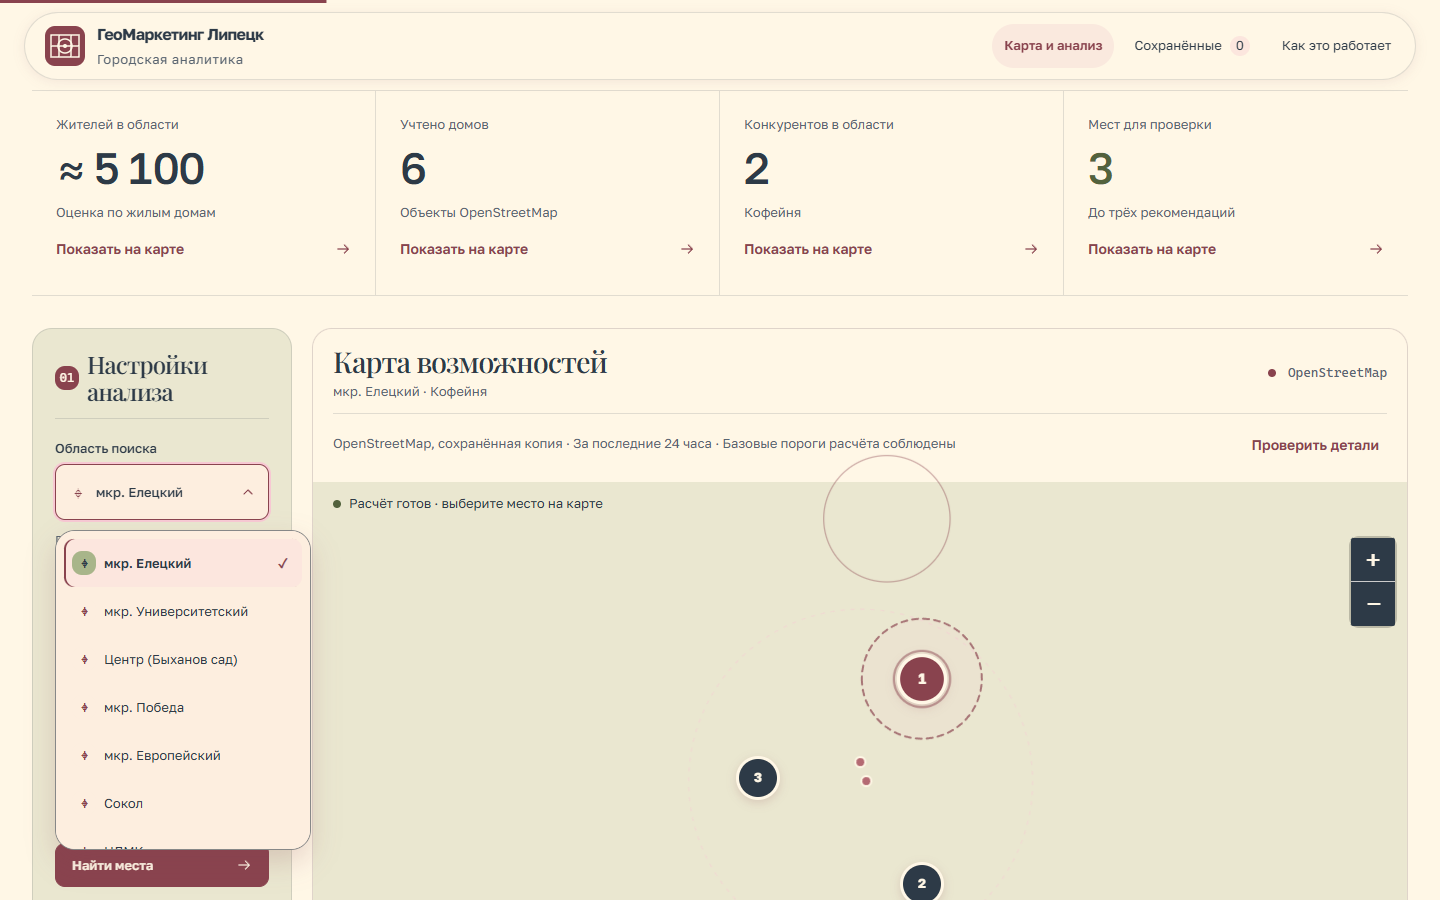 ГеоМаркетинг Липецк
Городская аналитика
Карта и анализ
Сохранённые 0
Как это работает
Жителей в области
≈ 5 100
Оценка по жилым домам
Показать на карте →
Учтено домов
6
Объекты OpenStreetMap
Показать на карте →
Конкурентов в области
2
Кофейня
Показать на карте →
Мест для проверки
3
До трёх рекомендаций
Показать на карте →
01
Настройки
анализа
Область поиска
мкр. Елецкий
мкр. Елецкий ✓
мкр. Университетский
Центр (Быханов сад)
мкр. Победа
мкр. Европейский
Сокол
Найти места →
Карта возможностей
мкр. Елецкий · Кофейня
OpenStreetMap
OpenStreetMap, сохранённая копия · За последние 24 часа · Базовые пороги расчёта соблюдены
Проверить детали
Расчёт готов · выберите место на карте
+
−
1
3
2